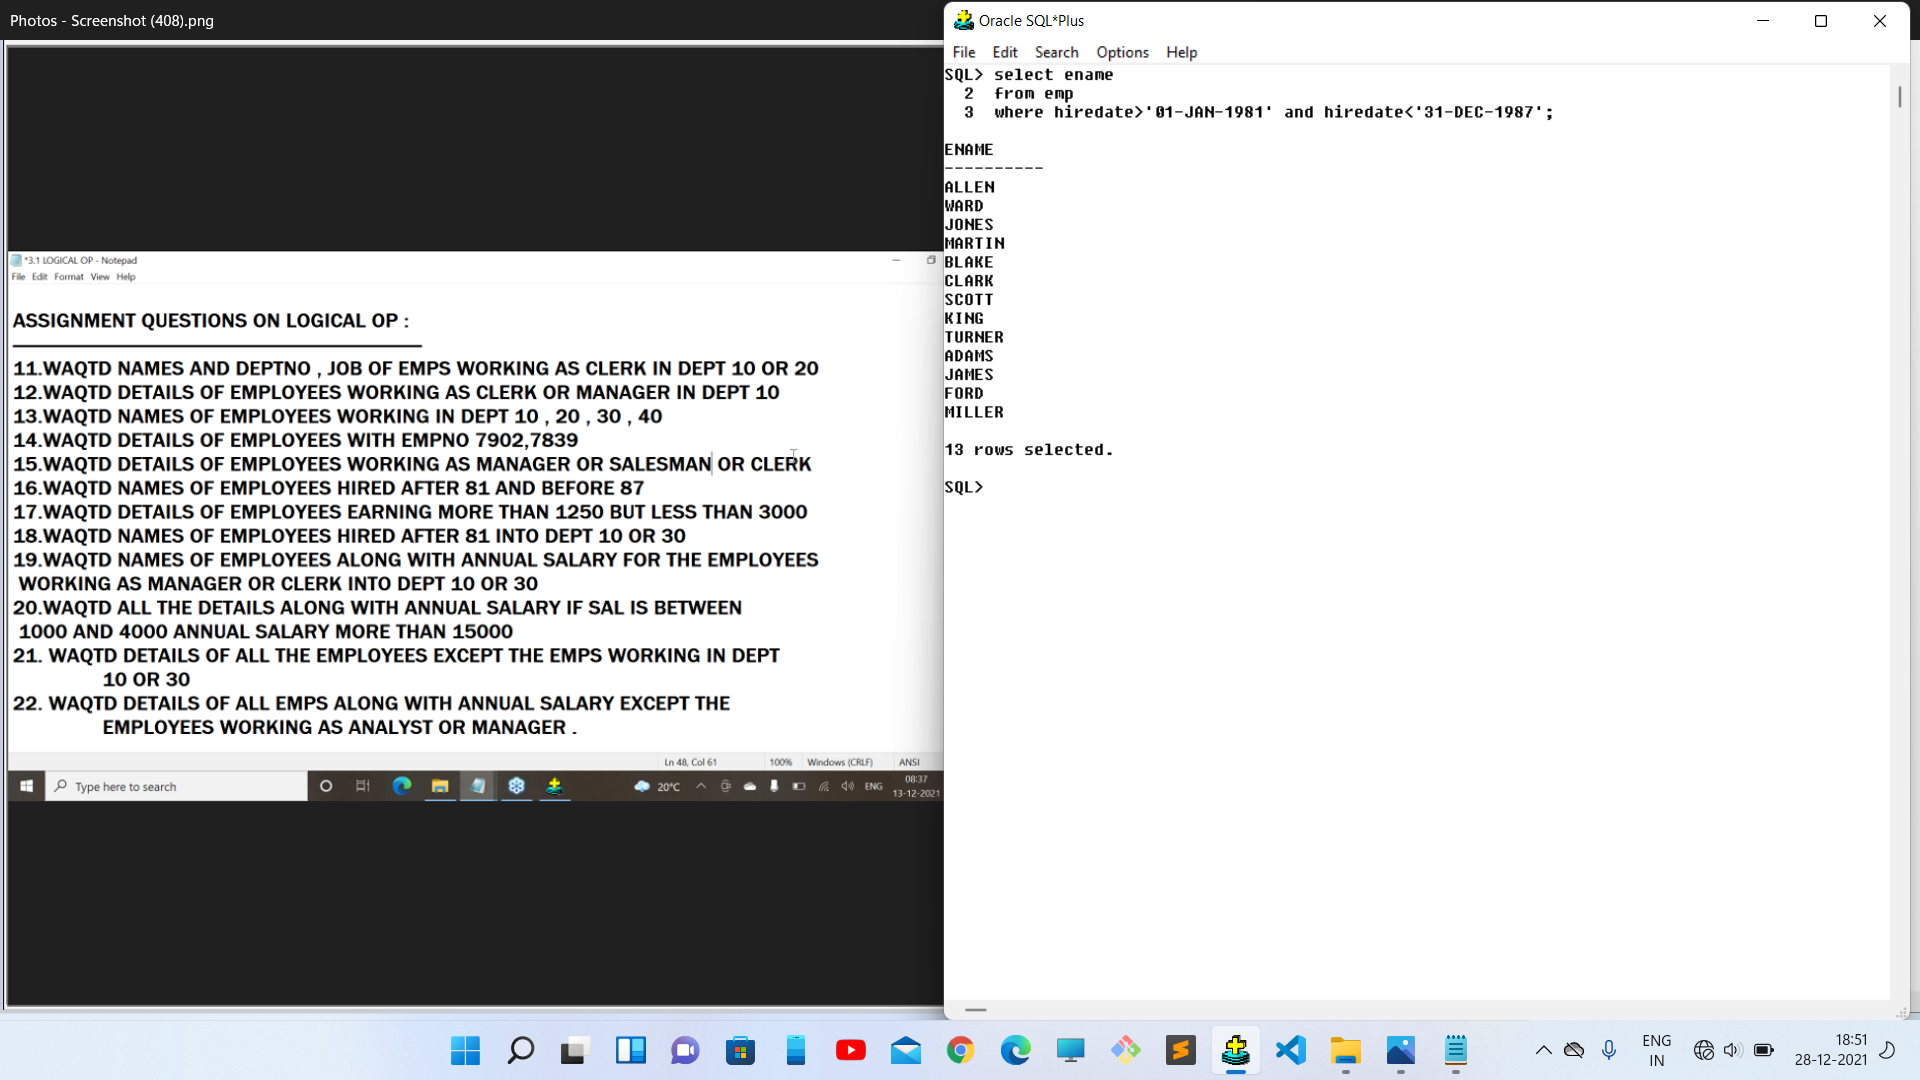 Photos - Screenshot (408).png
*3.1 LOGICAL OP - Notepad
File Edit Format View Help
ASSIGNMENT QUESTIONS ON LOGICAL OP :
11.WAQTD NAMES AND DEPTNO , JOB OF EMPS WORKING AS CLERK IN DEPT 10 OR 20
12.WAQTD DETAILS OF EMPLOYEES WORKING AS CLERK OR MANAGER IN DEPT 10
13.WAQTD NAMES OF EMPLOYEES WORKING IN DEPT 10 , 20 , 30 , 40
14.WAQTD DETAILS OF EMPLOYEES WITH EMPNO 7902,7839
15.WAQTD DETAILS OF EMPLOYEES WORKING AS MANAGER OR SALESMAN OR CLERK
16.WAQTD NAMES OF EMPLOYEES HIRED AFTER 81 AND BEFORE 87
17.WAQTD DETAILS OF EMPLOYEES EARNING MORE THAN 1250 BUT LESS THAN 3000
18.WAQTD NAMES OF EMPLOYEES HIRED AFTER 81 INTO DEPT 10 OR 30
19.WAQTD NAMES OF EMPLOYEES ALONG WITH ANNUAL SALARY FOR THE EMPLOYEES
WORKING AS MANAGER OR CLERK INTO DEPT 10 OR 30
20.WAQTD ALL THE DETAILS ALONG WITH ANNUAL SALARY IF SAL IS BETWEEN
1000 AND 4000 ANNUAL SALARY MORE THAN 15000
21. WAQTD DETAILS OF ALL THE EMPLOYEES EXCEPT THE EMPS WORKING IN DEPT
10 OR 30
22. WAQTD DETAILS OF ALL EMPS ALONG WITH ANNUAL SALARY EXCEPT THE
EMPLOYEES WORKING AS ANALYST OR MANAGER .
Ln 48, Col 61 100% Windows (CRLF) ANSI
Type here to search 20°C ENG 08:37
13-12-2021
Oracle SQL*Plus
File Edit Search Options Help
SQL> select ename
2 from emp
3 where hiredate>'01-JAN-1981' and hiredate<'31-DEC-1987';
ENAME
----------
ALLEN
WARD
JONES
MARTIN
BLAKE
CLARK
SCOTT
KING
TURNER
ADAMS
JAMES
FORD
MILLER
13 rows selected.
SQL>
ENG 18:51
IN 28-12-2021